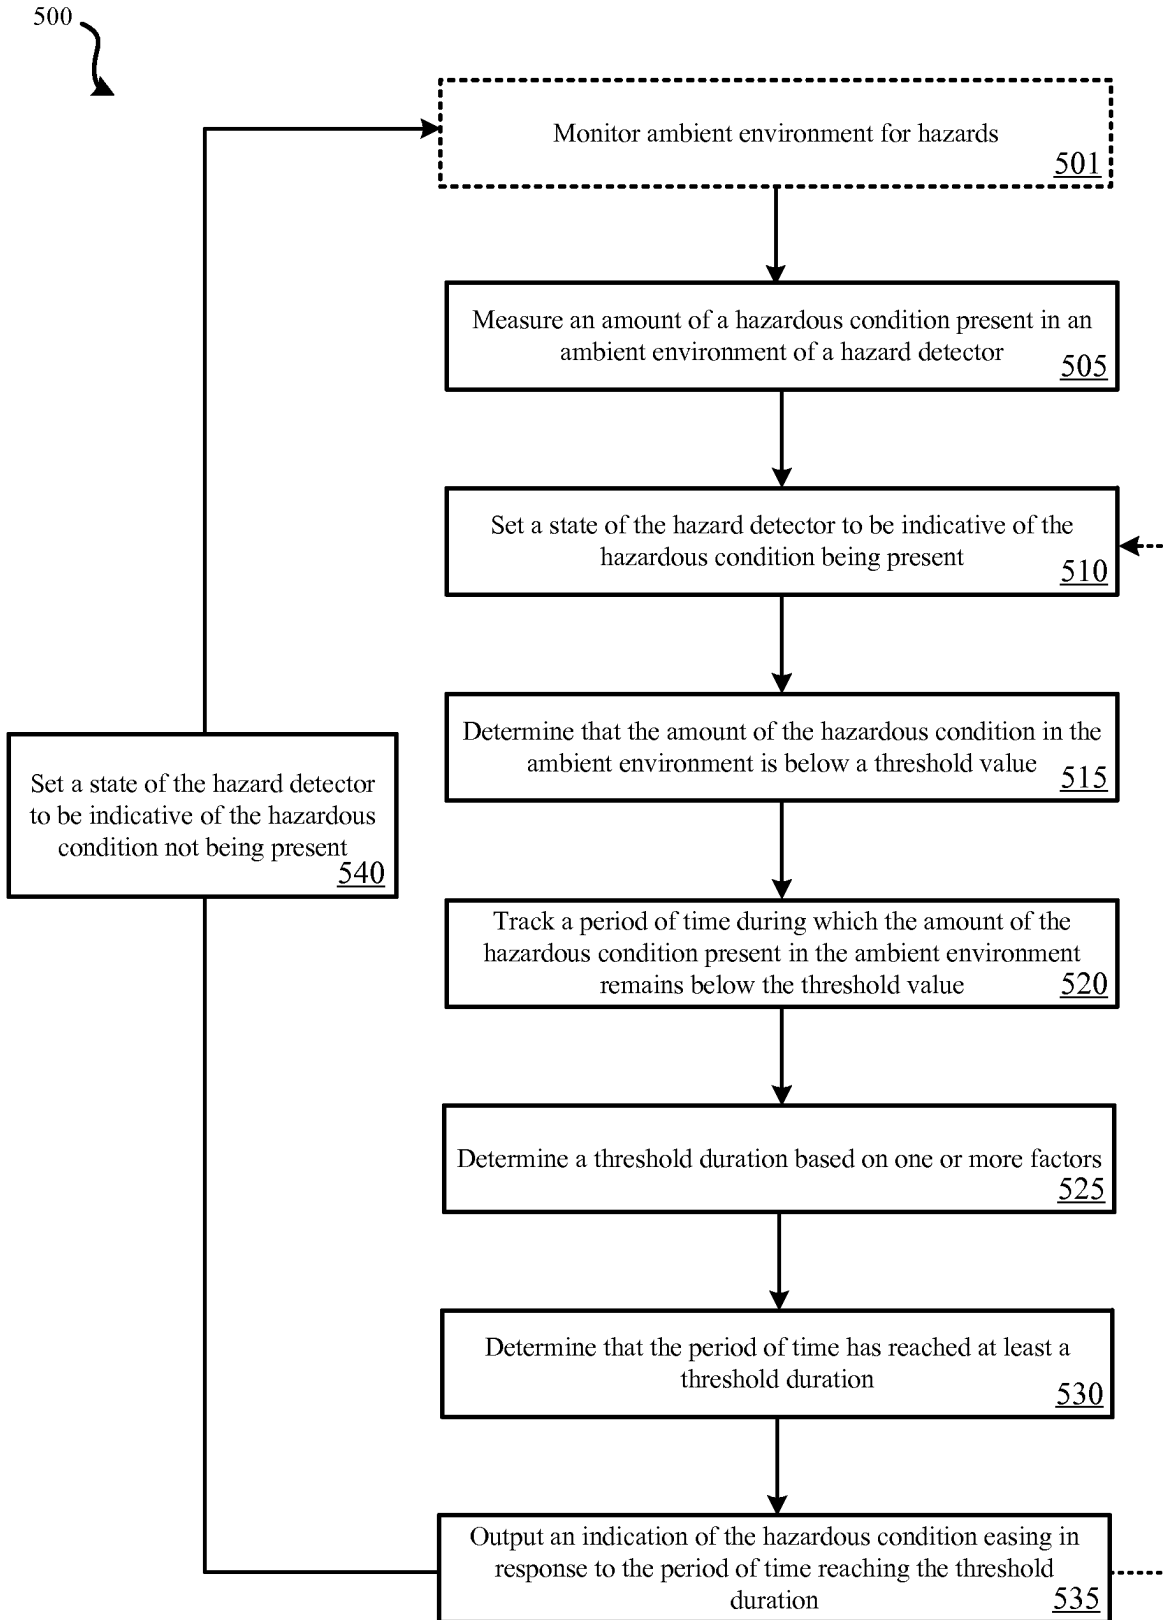 500
Monitor ambient environment for hazards
501
Measure an amount of a hazardous condition present in an
ambient environment of a hazard detector
505
Set a state of the hazard detector to be indicative of the
hazardous condition being present
510
Determine that the amount of the hazardous condition in the
ambient environment is below a threshold value
515
Set a state of the hazard detector
to be indicative of the hazardous
condition not being present
540
Track a period of time during which the amount of the
hazardous condition present in the ambient environment
remains below the threshold value
520
Determine a threshold duration based on one or more factors
525
Determine that the period of time has reached at least a
threshold duration
530
Output an indication of the hazardous condition easing in
response to the period of time reaching the threshold
duration
535